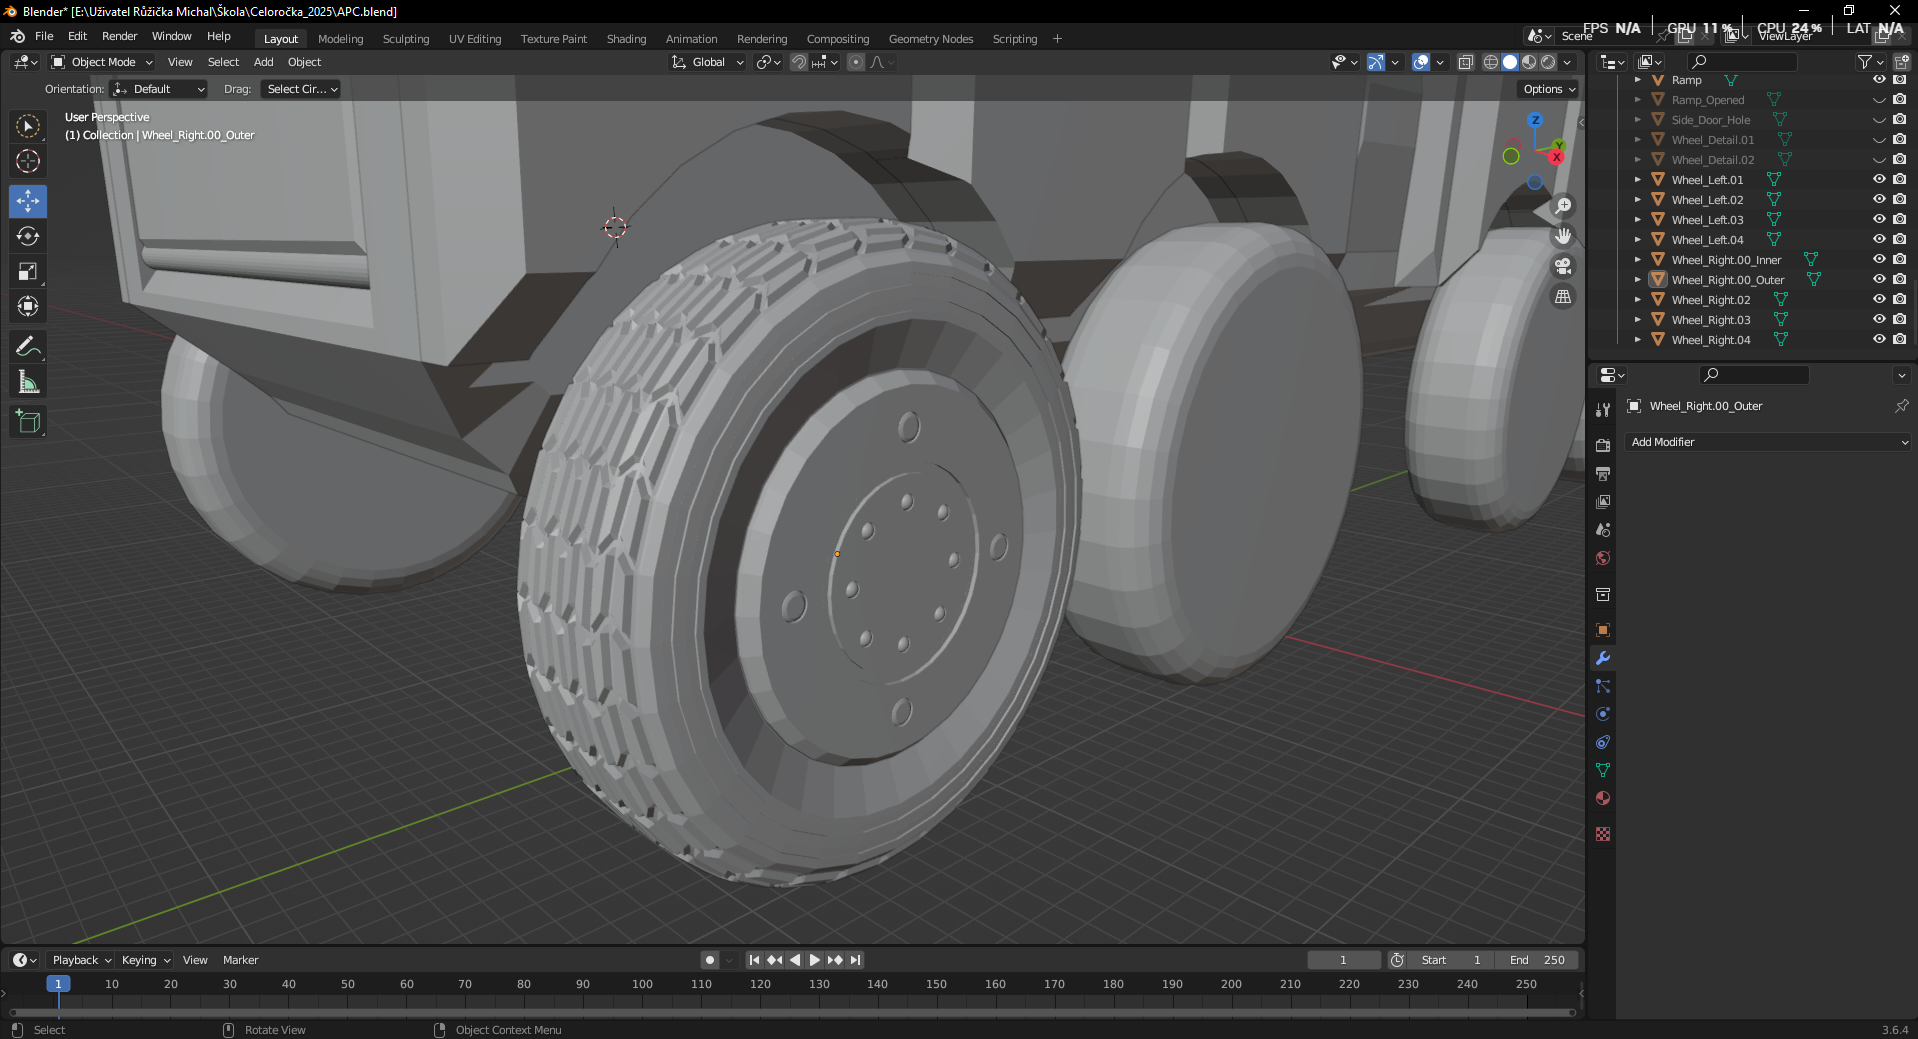 Blender* [E:\Uživatel Růžička Michal\Škola\Celoročka_2025\APC.blend]
FPS N/A GPU 11 % CPU 24 % LAT N/A
File Edit Render Window Help Layout Modeling Sculpting UV Editing Texture Paint Shading Animation Rendering Compositing Geometry Nodes Scripting + Scene ViewLayer
Object Mode View Select Add Object Global
Orientation: Default Drag: Select Cir... Options
User Perspective
(1) Collection | Wheel_Right.00_Outer
Z
Y
X
Ramp
Ramp_Opened
Side_Door_Hole
Wheel_Detail.01
Wheel_Detail.02
Wheel_Left.01
Wheel_Left.02
Wheel_Left.03
Wheel_Left.04
Wheel_Right.00_Inner
Wheel_Right.00_Outer
Wheel_Right.02
Wheel_Right.03
Wheel_Right.04
Wheel_Right.00_Outer
Add Modifier
Playback Keying View Marker 1 Start 1 End 250
1 10 20 30 40 50 60 70 80 90 100 110 120 130 140 150 160 170 180 190 200 210 220 230 240 250
Select Rotate View Object Context Menu 3.6.4